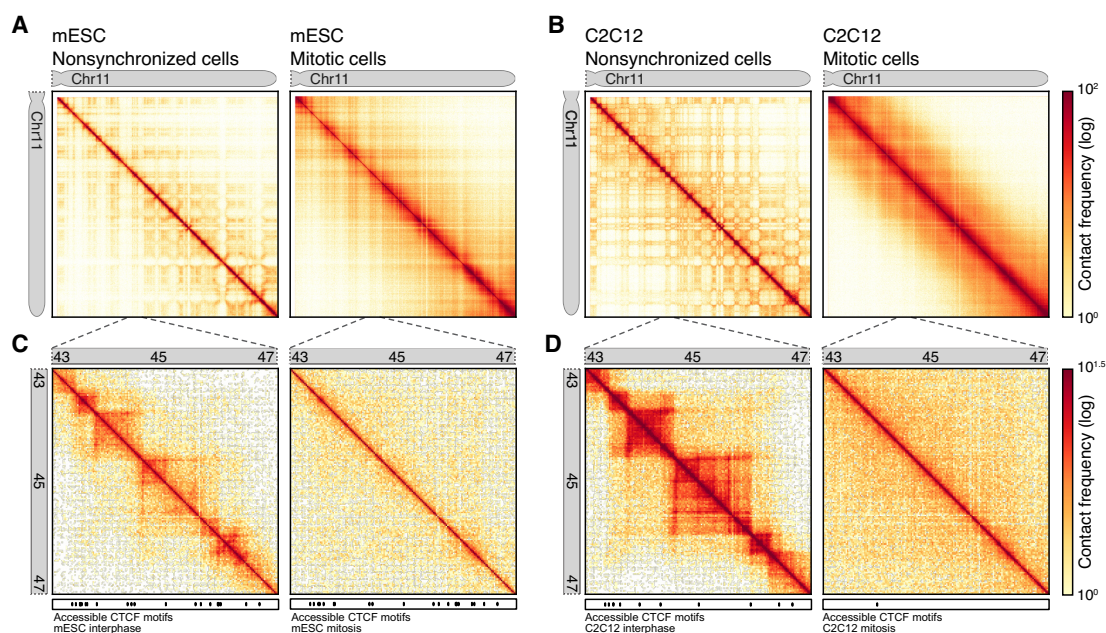 A
mESC
Nonsynchronized cells
mESC
Mitotic cells
B
C2C12
Nonsynchronized cells
C2C12
Mitotic cells
Chr11
Chr11
Chr11
Chr11
Chr11
Chr11
10²
Contact frequency (log)
10⁰
C
43 45 47
43 45 47
D
43 45 47
43 45 47
43
45
47
43
45
47
10¹·⁵
Contact frequency (log)
10⁰
Accessible CTCF motifs
mESC interphase
Accessible CTCF motifs
mESC mitosis
Accessible CTCF motifs
C2C12 interphase
Accessible CTCF motifs
C2C12 mitosis